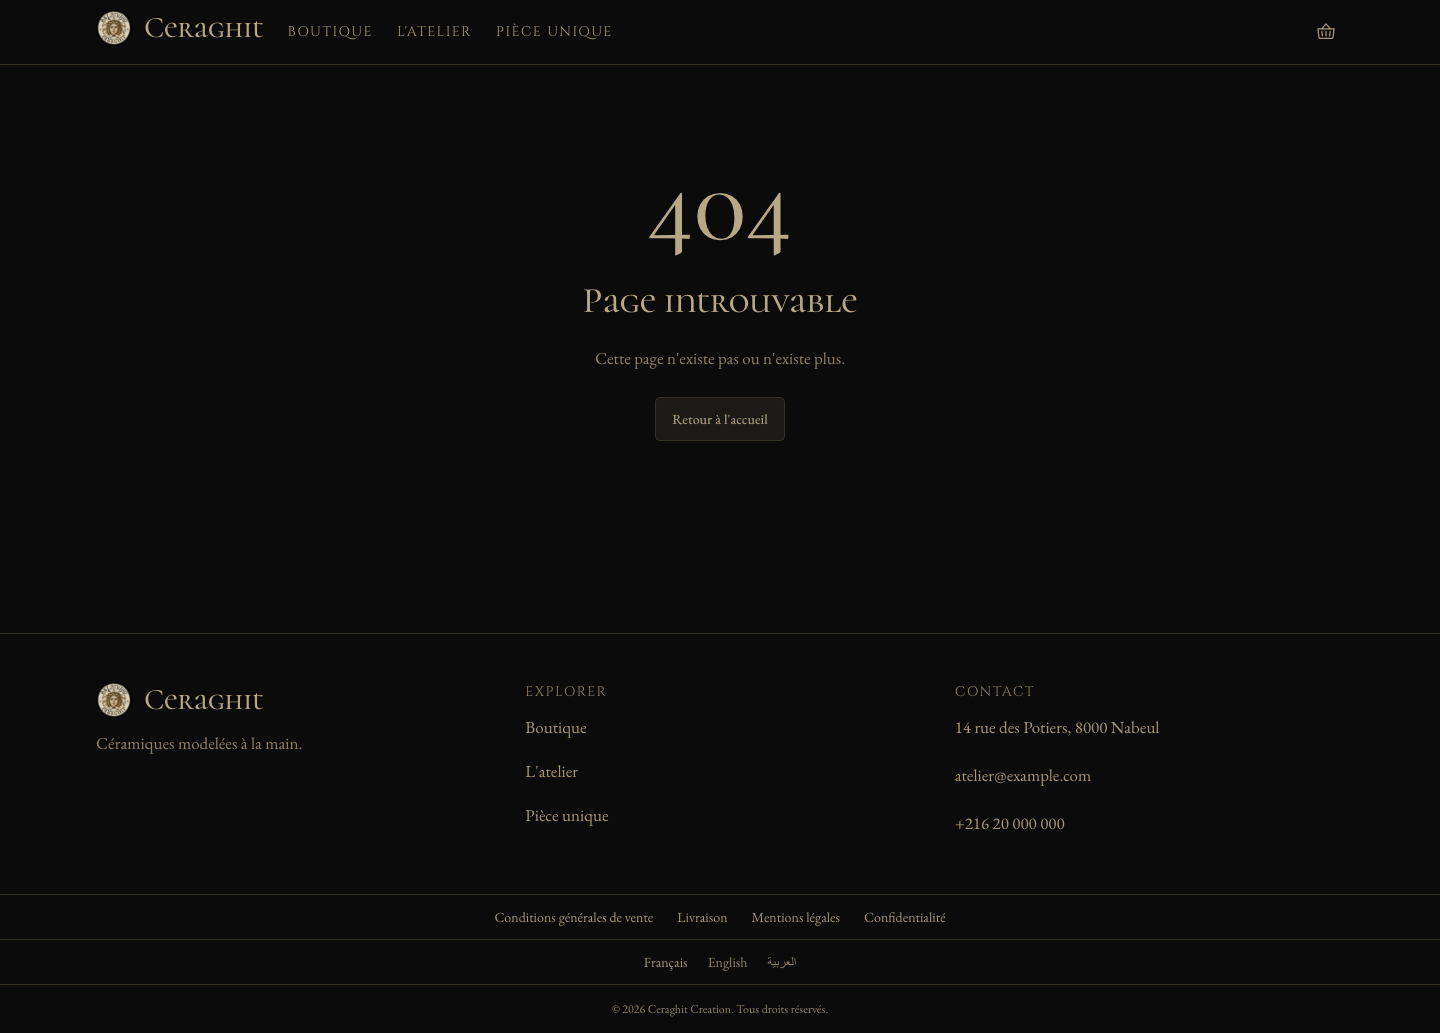 Ceraghit BOUTIQUE L'ATELIER PIÈCE UNIQUE
404
Page introuvable
Cette page n'existe pas ou n'existe plus.
Retour à l'accueil
Ceraghit
Céramiques modelées à la main.
EXPLORER
Boutique
L'atelier
Pièce unique
CONTACT
14 rue des Potiers, 8000 Nabeul
atelier@example.com
+216 20 000 000
Conditions générales de vente Livraison Mentions légales Confidentialité
Français English العربية
© 2026 Ceraghit Creation. Tous droits réservés.